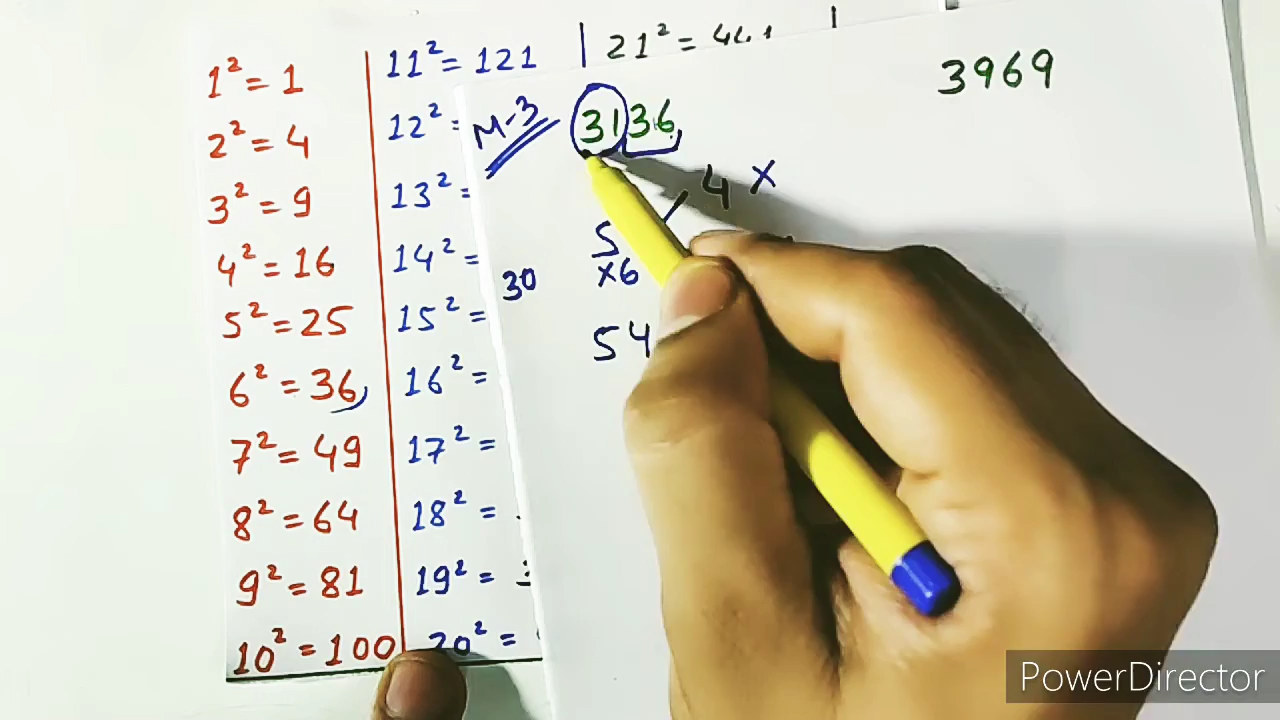 1² = 1
2² = 4
3² = 9
4² = 16
5² = 25
6² = 36
7² = 49
8² = 64
9² = 81
10² = 100
11² = 121
12² =
13² =
14² =
15² =
16² =
17² =
18² =
19² =
20² =
21² =
M-3
3136
4 ×
5
×6
30
54
3969
PowerDirector